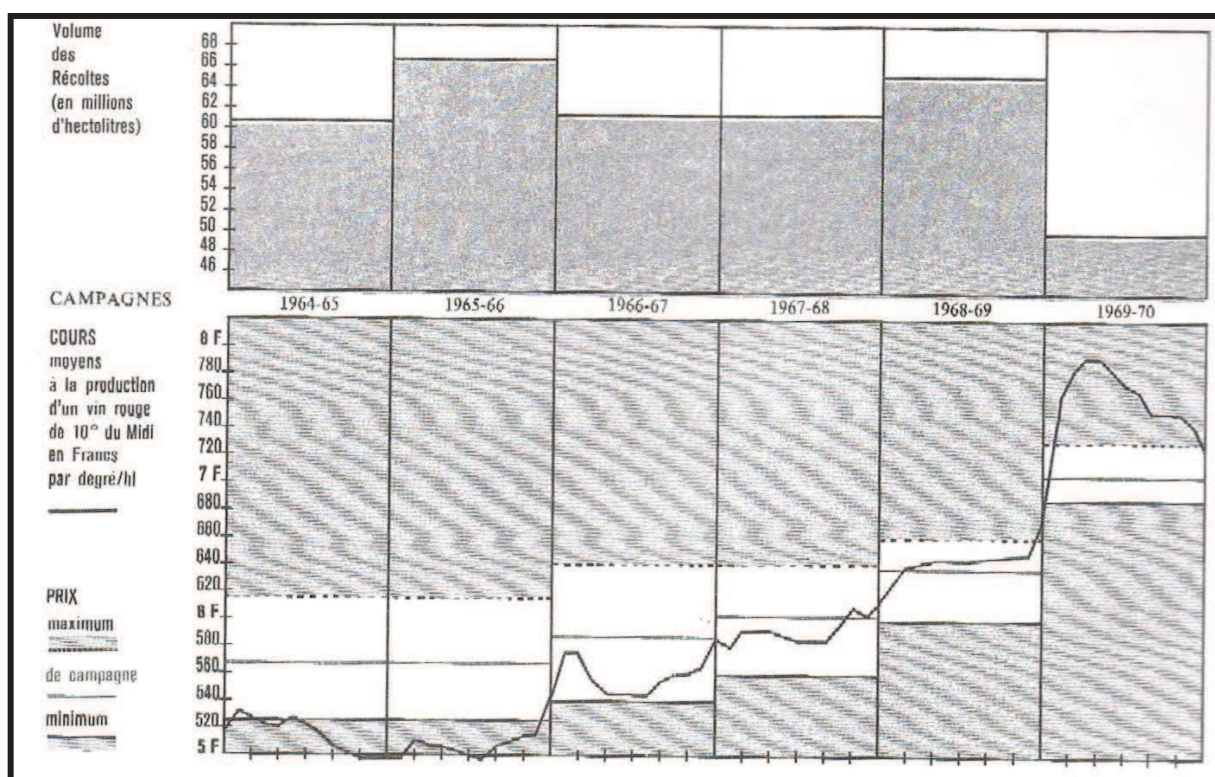 Volume
des
Récoltes
(en millions
d'hectolitres)
68
66
64
62
60
58
56
54
52
50
48
46
CAMPAGNES
1964-65
1965-66
1966-67
1967-68
1968-69
1969-70
COURS
moyens
à la production
d'un vin rouge
de 10° du Midi
en Francs
par degré/hl
8 F.
780
760
740
720
7 F.
680
660
640
620
6 F.
580
560
540
520
5 F
PRIX
maximum
de campagne
minimum